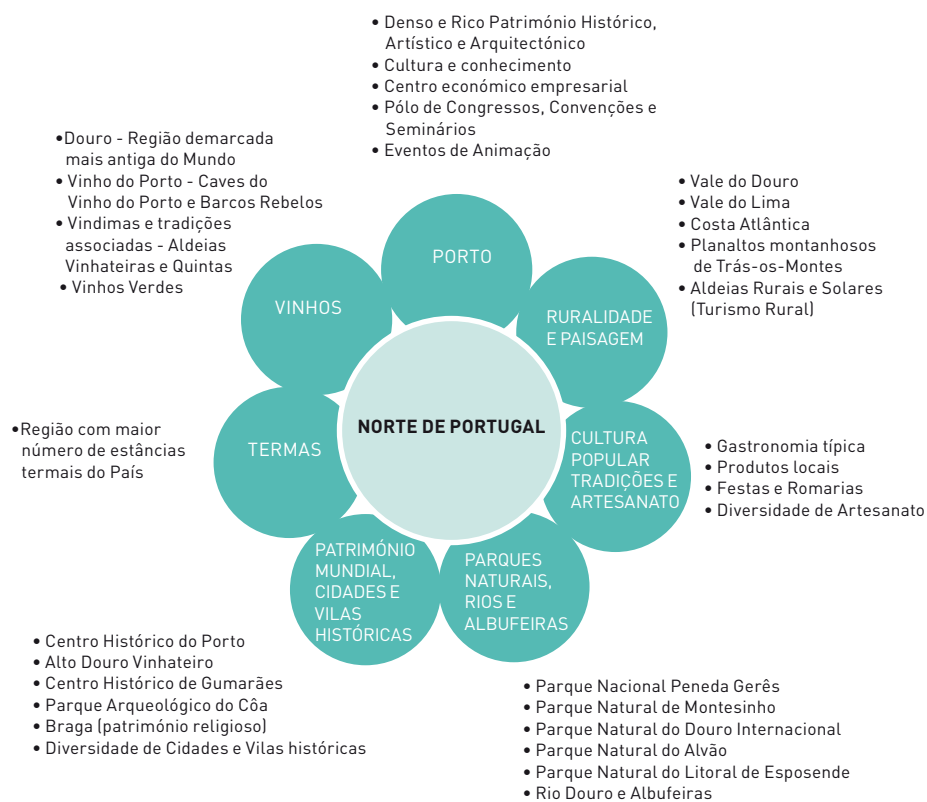 • Denso e Rico Património Histórico,
Artístico e Arquitectónico
• Cultura e conhecimento
• Centro económico empresarial
• Pólo de Congressos, Convenções e
Seminários
• Eventos de Animação
•Douro - Região demarcada
mais antiga do Mundo
• Vinho do Porto - Caves do
Vinho do Porto e Barcos Rebelos
• Vindimas e tradições
associadas - Aldeias
Vinhateiras e Quintas
• Vinhos Verdes
• Vale do Douro
• Vale do Lima
• Costa Atlântica
• Planaltos montanhosos
de Trás-os-Montes
• Aldeias Rurais e Solares
(Turismo Rural)
PORTO
VINHOS
RURALIDADE
E PAISAGEM
NORTE DE PORTUGAL
TERMAS
CULTURA
POPULAR
TRADIÇÕES E
ARTESANATO
•Região com maior
número de estâncias
termais do País
• Gastronomia típica
• Produtos locais
• Festas e Romarias
• Diversidade de Artesanato
PATRIMÓNIO
MUNDIAL,
CIDADES E
VILAS
HISTÓRICAS
PARQUES
NATURAIS,
RIOS E
ALBUFEIRAS
• Centro Histórico do Porto
• Alto Douro Vinhateiro
• Centro Histórico de Gumarães
• Parque Arqueológico do Côa
• Braga (património religioso)
• Diversidade de Cidades e Vilas históricas
• Parque Nacional Peneda Gerês
• Parque Natural de Montesinho
• Parque Natural do Douro Internacional
• Parque Natural do Alvão
• Parque Natural do Litoral de Esposende
• Rio Douro e Albufeiras